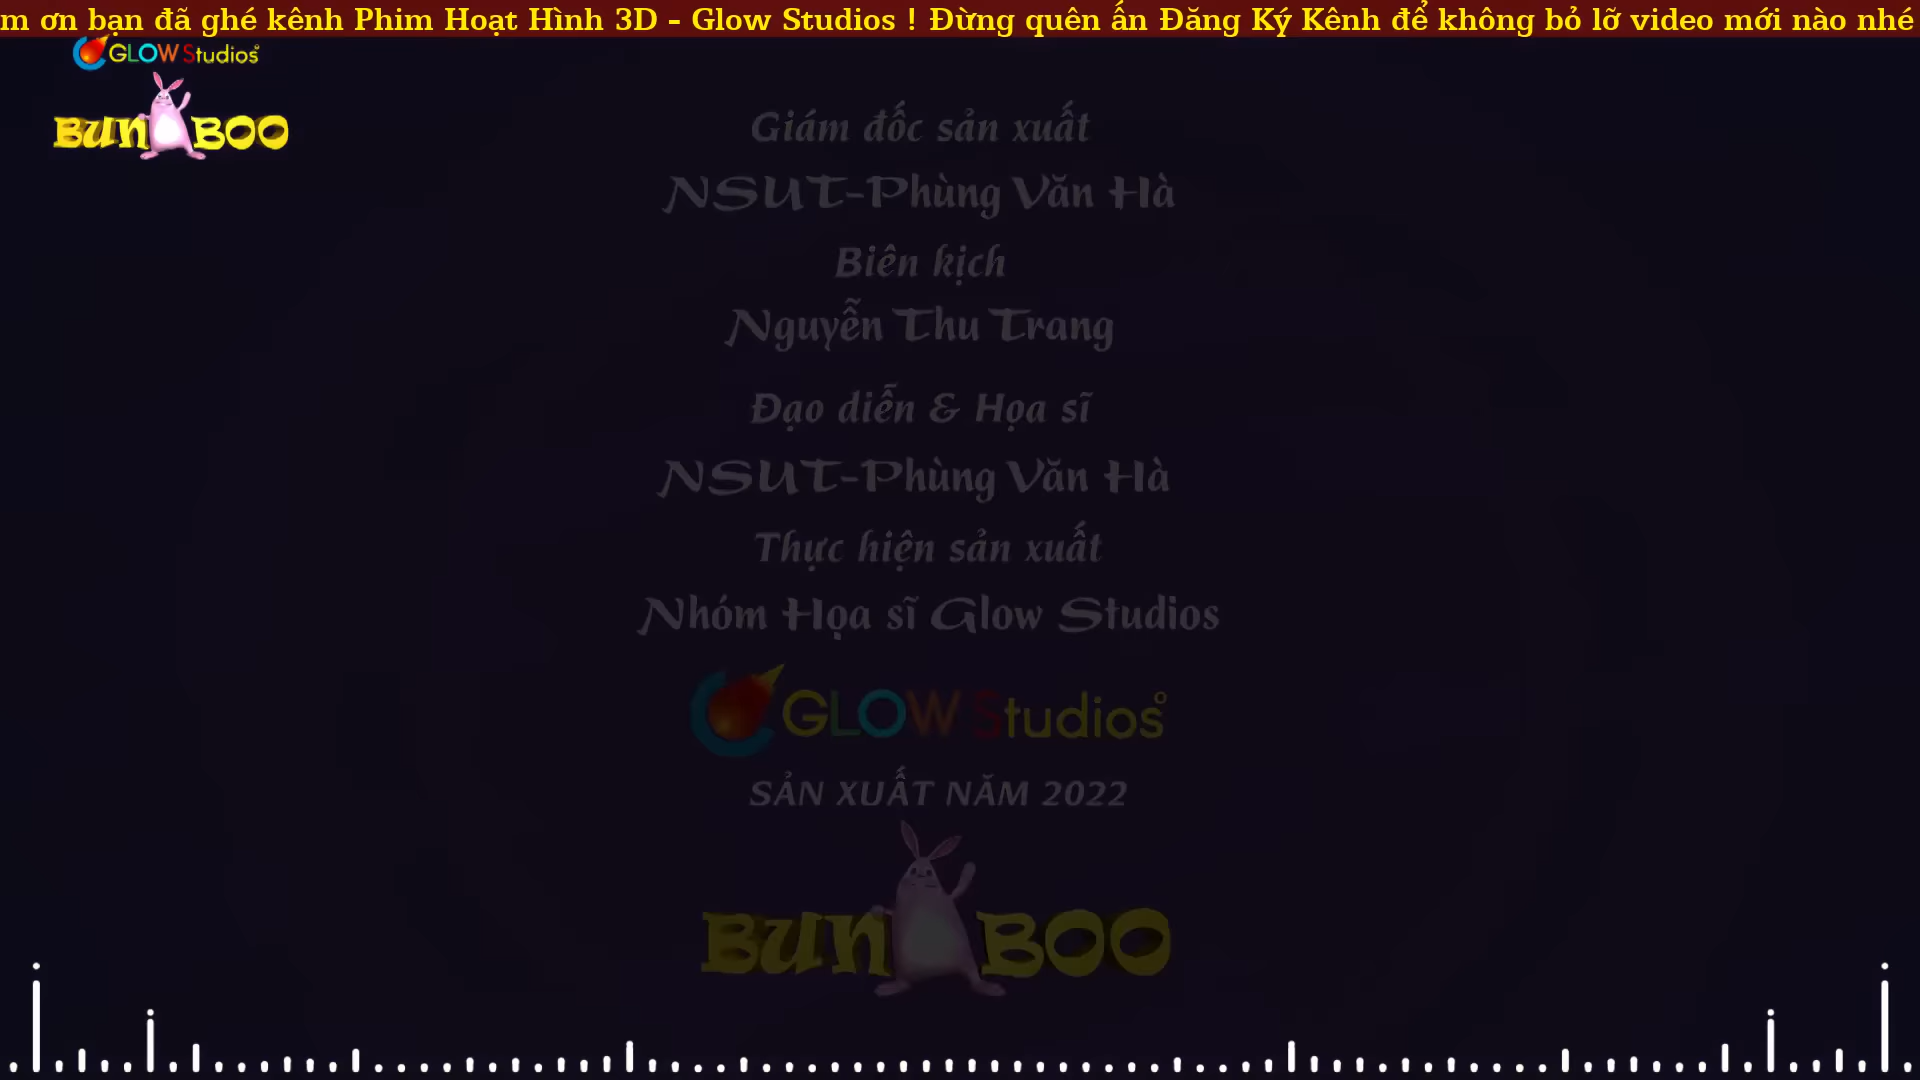 m ơn bạn đã ghé kênh Phim Hoạt Hình 3D - Glow Studios ! Đừng quên ấn Đăng Ký Kênh để không bỏ lỡ video mới nào nhé
GLOW Studios
BUN BOO
Giám đốc sản xuất
NSUT-Phùng Văn Hà
Biên kịch
Nguyễn Thu Trang
Đạo diễn & Họa sĩ
NSUT-Phùng Văn Hà
Thực hiện sản xuất
Nhóm Họa sĩ Glow Studios
GLOW Studios
SẢN XUẤT NĂM 2022
BUN BOO